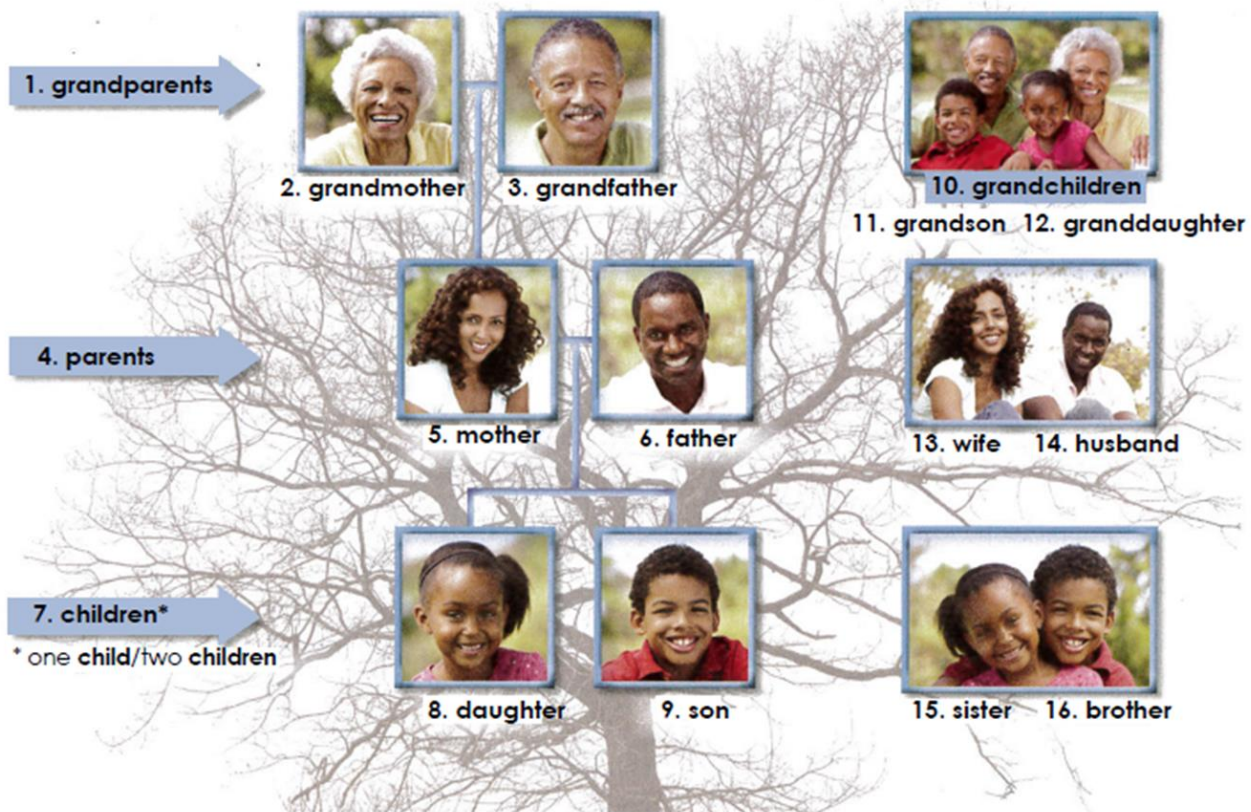 1. grandparents
2. grandmother
3. grandfather
10. grandchildren
11. grandson 12. granddaughter
4. parents
5. mother
6. father
13. wife 14. husband
7. children*
* one child/two children
8. daughter
9. son
15. sister 16. brother